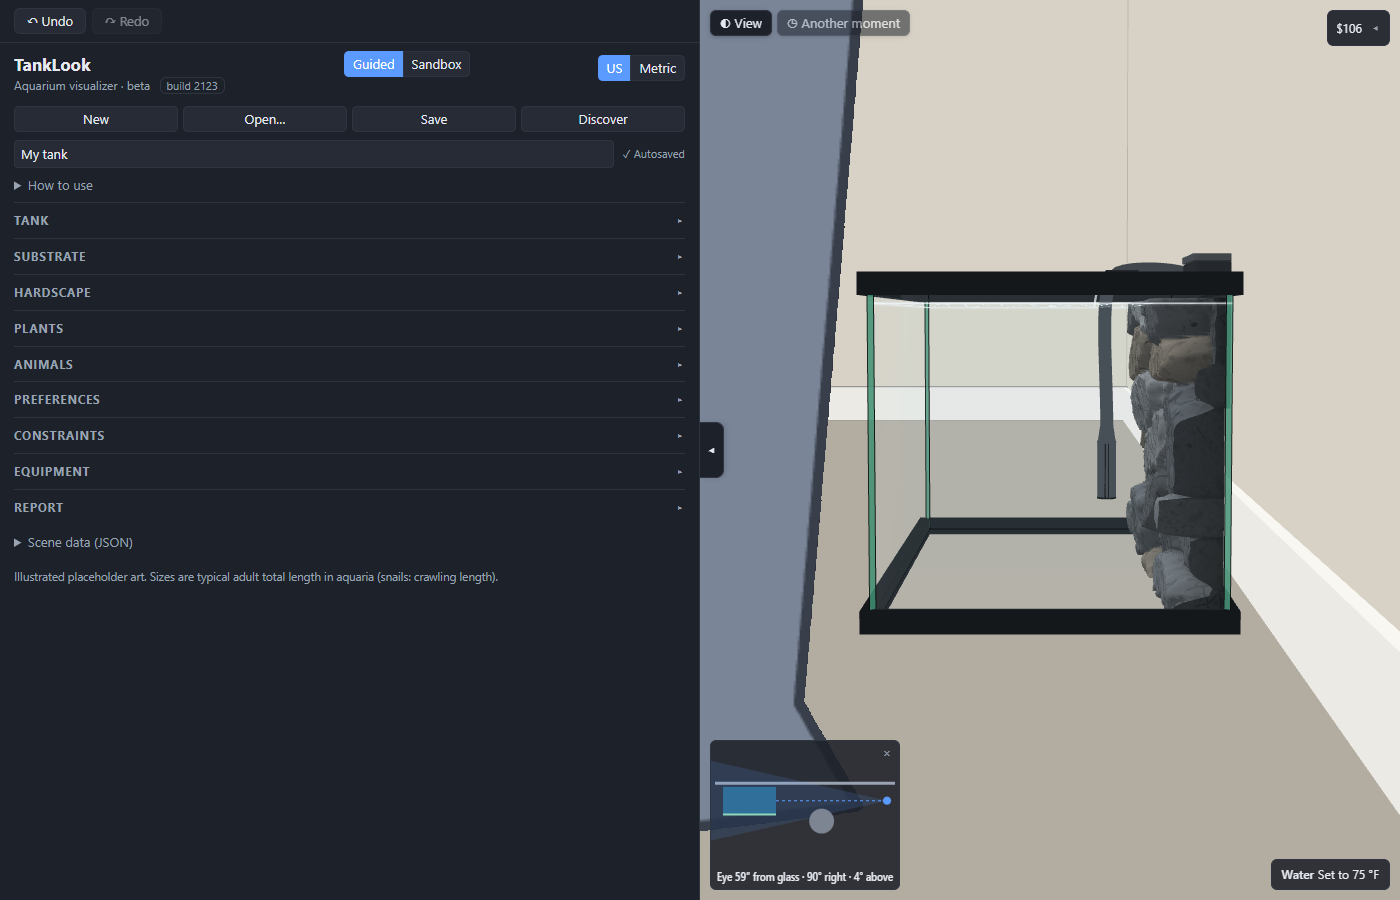 Undo
Redo
TankLook
Aquarium visualizer · beta
build 2123
Guided
Sandbox
US
Metric
New
Open...
Save
Discover
My tank
✓ Autosaved
How to use
TANK
SUBSTRATE
HARDSCAPE
PLANTS
ANIMALS
PREFERENCES
CONSTRAINTS
EQUIPMENT
REPORT
Scene data (JSON)
Illustrated placeholder art. Sizes are typical adult total length in aquaria (snails: crawling length).
View
Another moment
$106
Eye 59″ from glass · 90° right · 4° above
Water Set to 75 °F